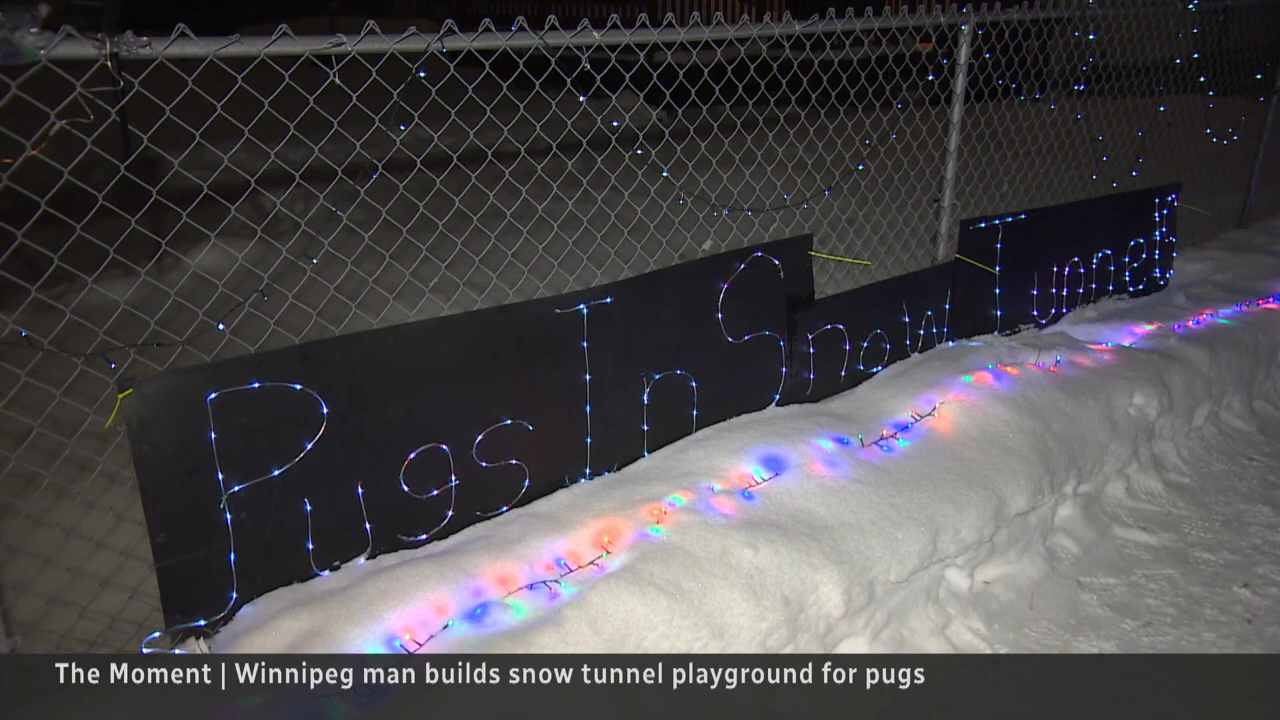 Pugs In Snow Tunnels
The Moment | Winnipeg man builds snow tunnel playground for pugs